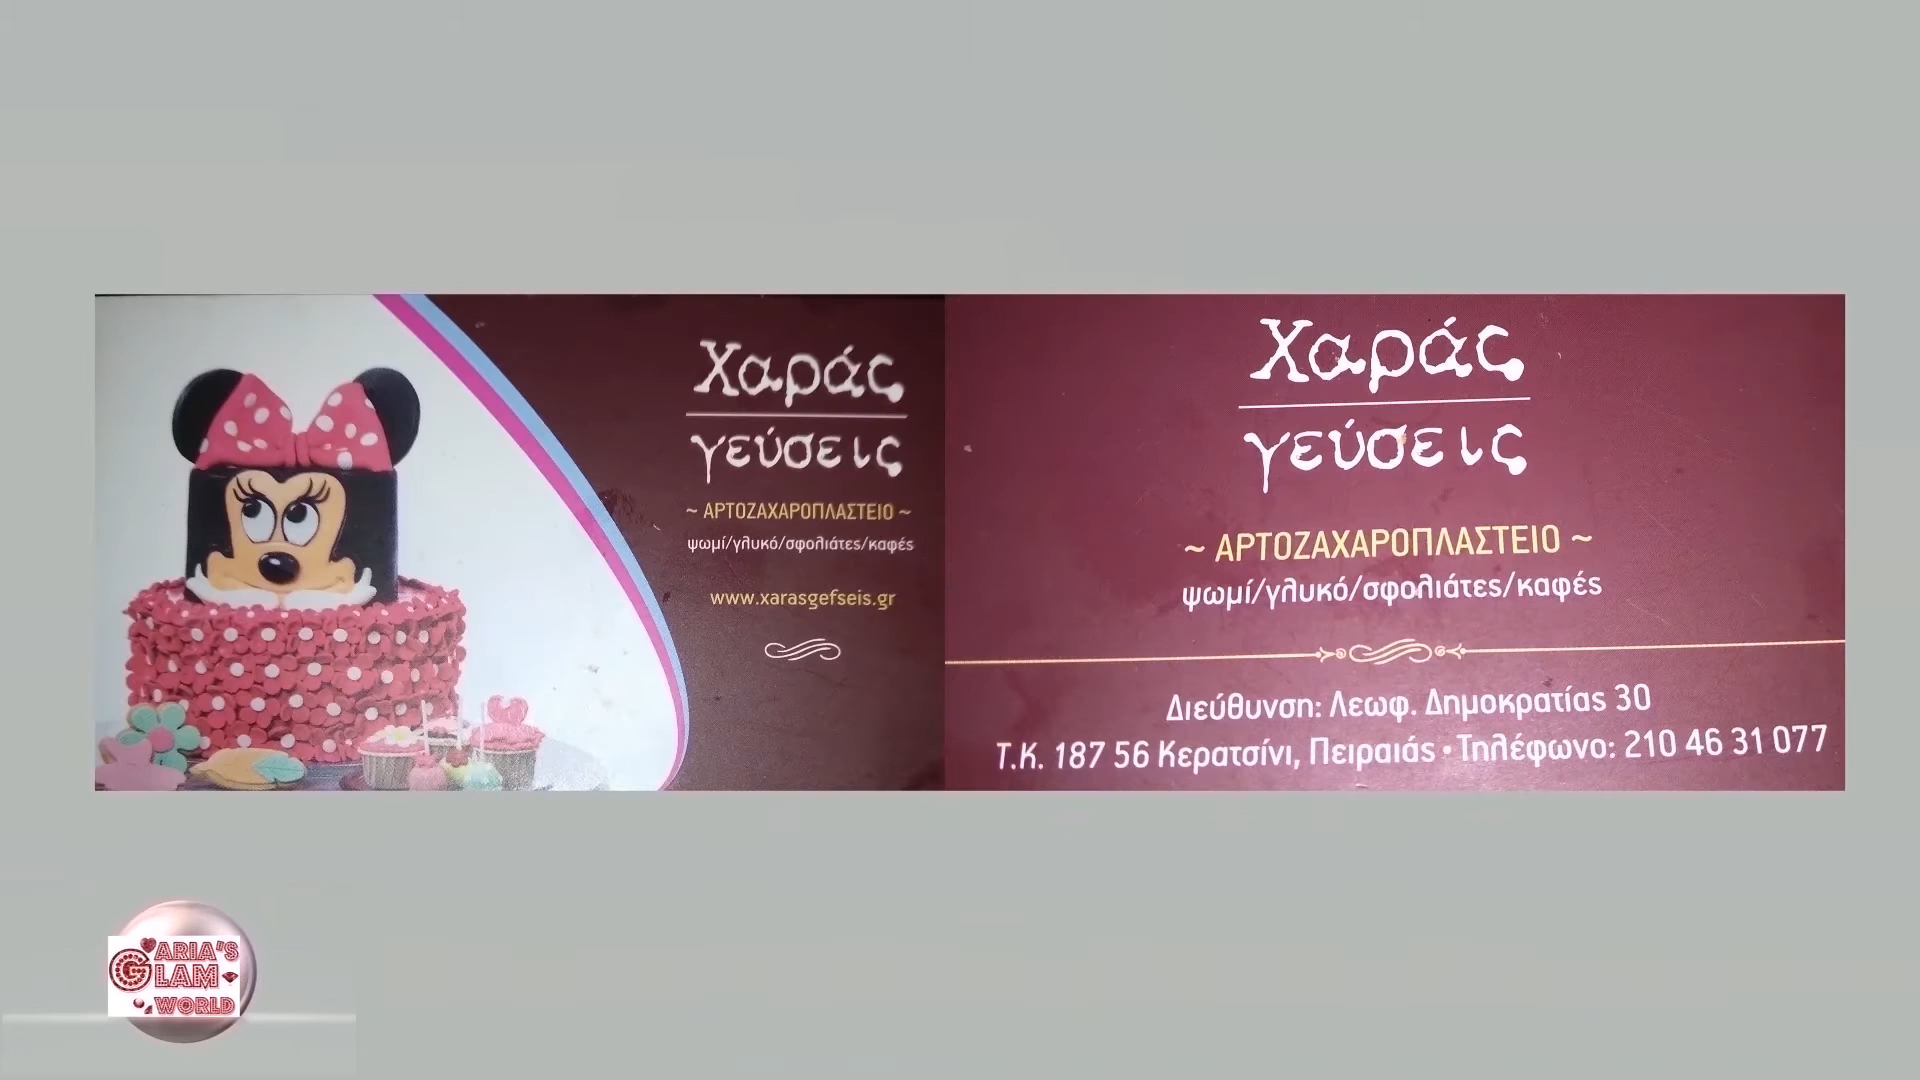 Χαράς
γεύσεις
~ ΑΡΤΟΖΑΧΑΡΟΠΛΑΣΤΕΙΟ ~
ψωμί/γλυκό/σφολιάτες/καφές
www.xarasgefseis.gr
Χαράς
γεύσεις
~ ΑΡΤΟΖΑΧΑΡΟΠΛΑΣΤΕΙΟ ~
ψωμί/γλυκό/σφολιάτες/καφές
Διεύθυνση: Λεωφ. Δημοκρατίας 30
Τ.Κ. 187 56 Κερατσίνι, Πειραιάς • Τηλέφωνο: 210 46 31 077
GARIA'S
GLAM
WORLD